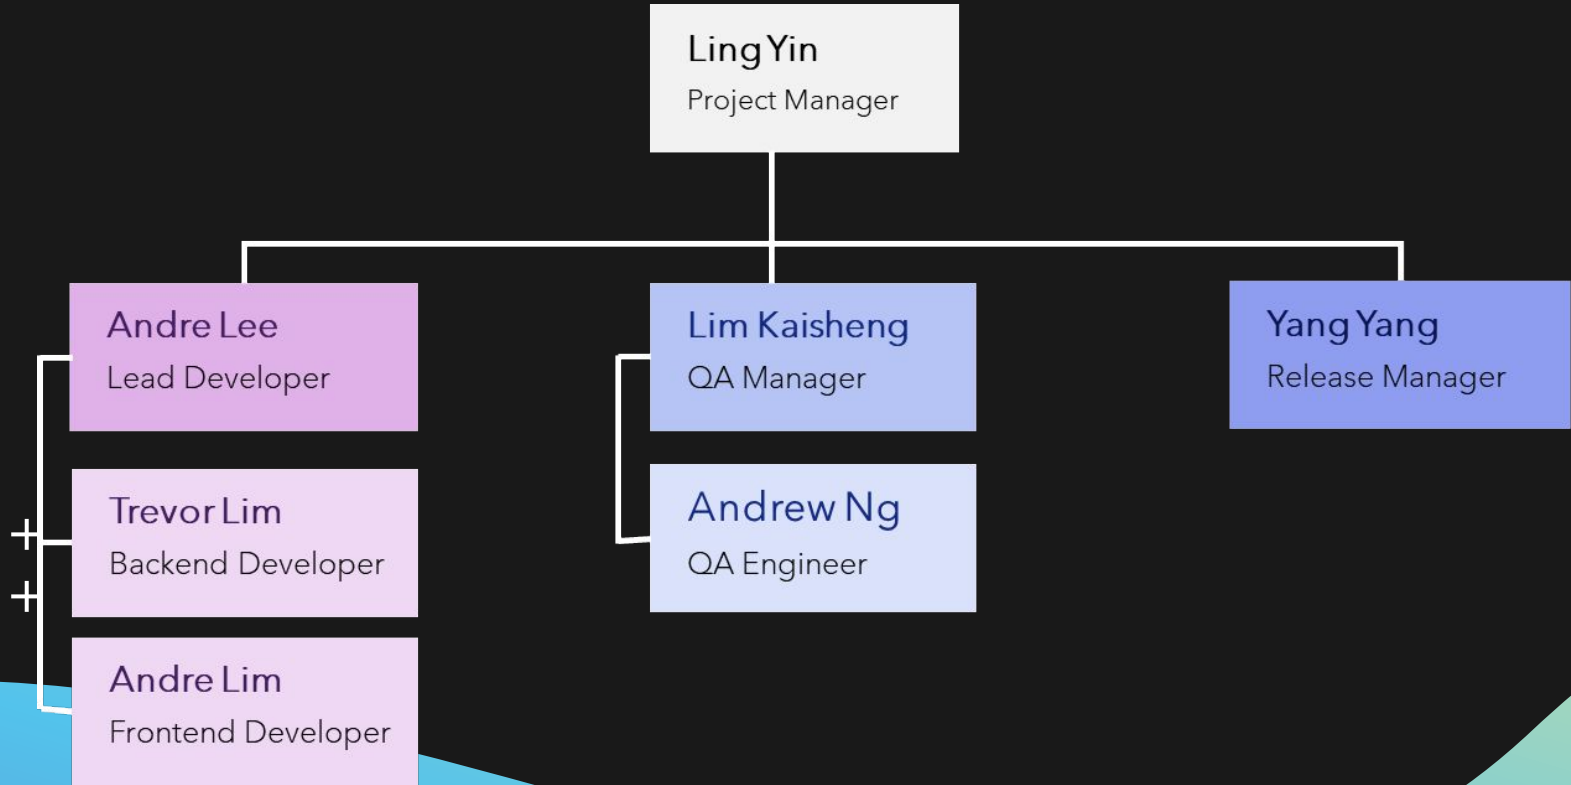 Ling Yin
Project Manager
Andre Lee
Lead Developer
Lim Kaisheng
QA Manager
Yang Yang
Release Manager
Trevor Lim
Backend Developer
Andrew Ng
QA Engineer
Andre Lim
Frontend Developer